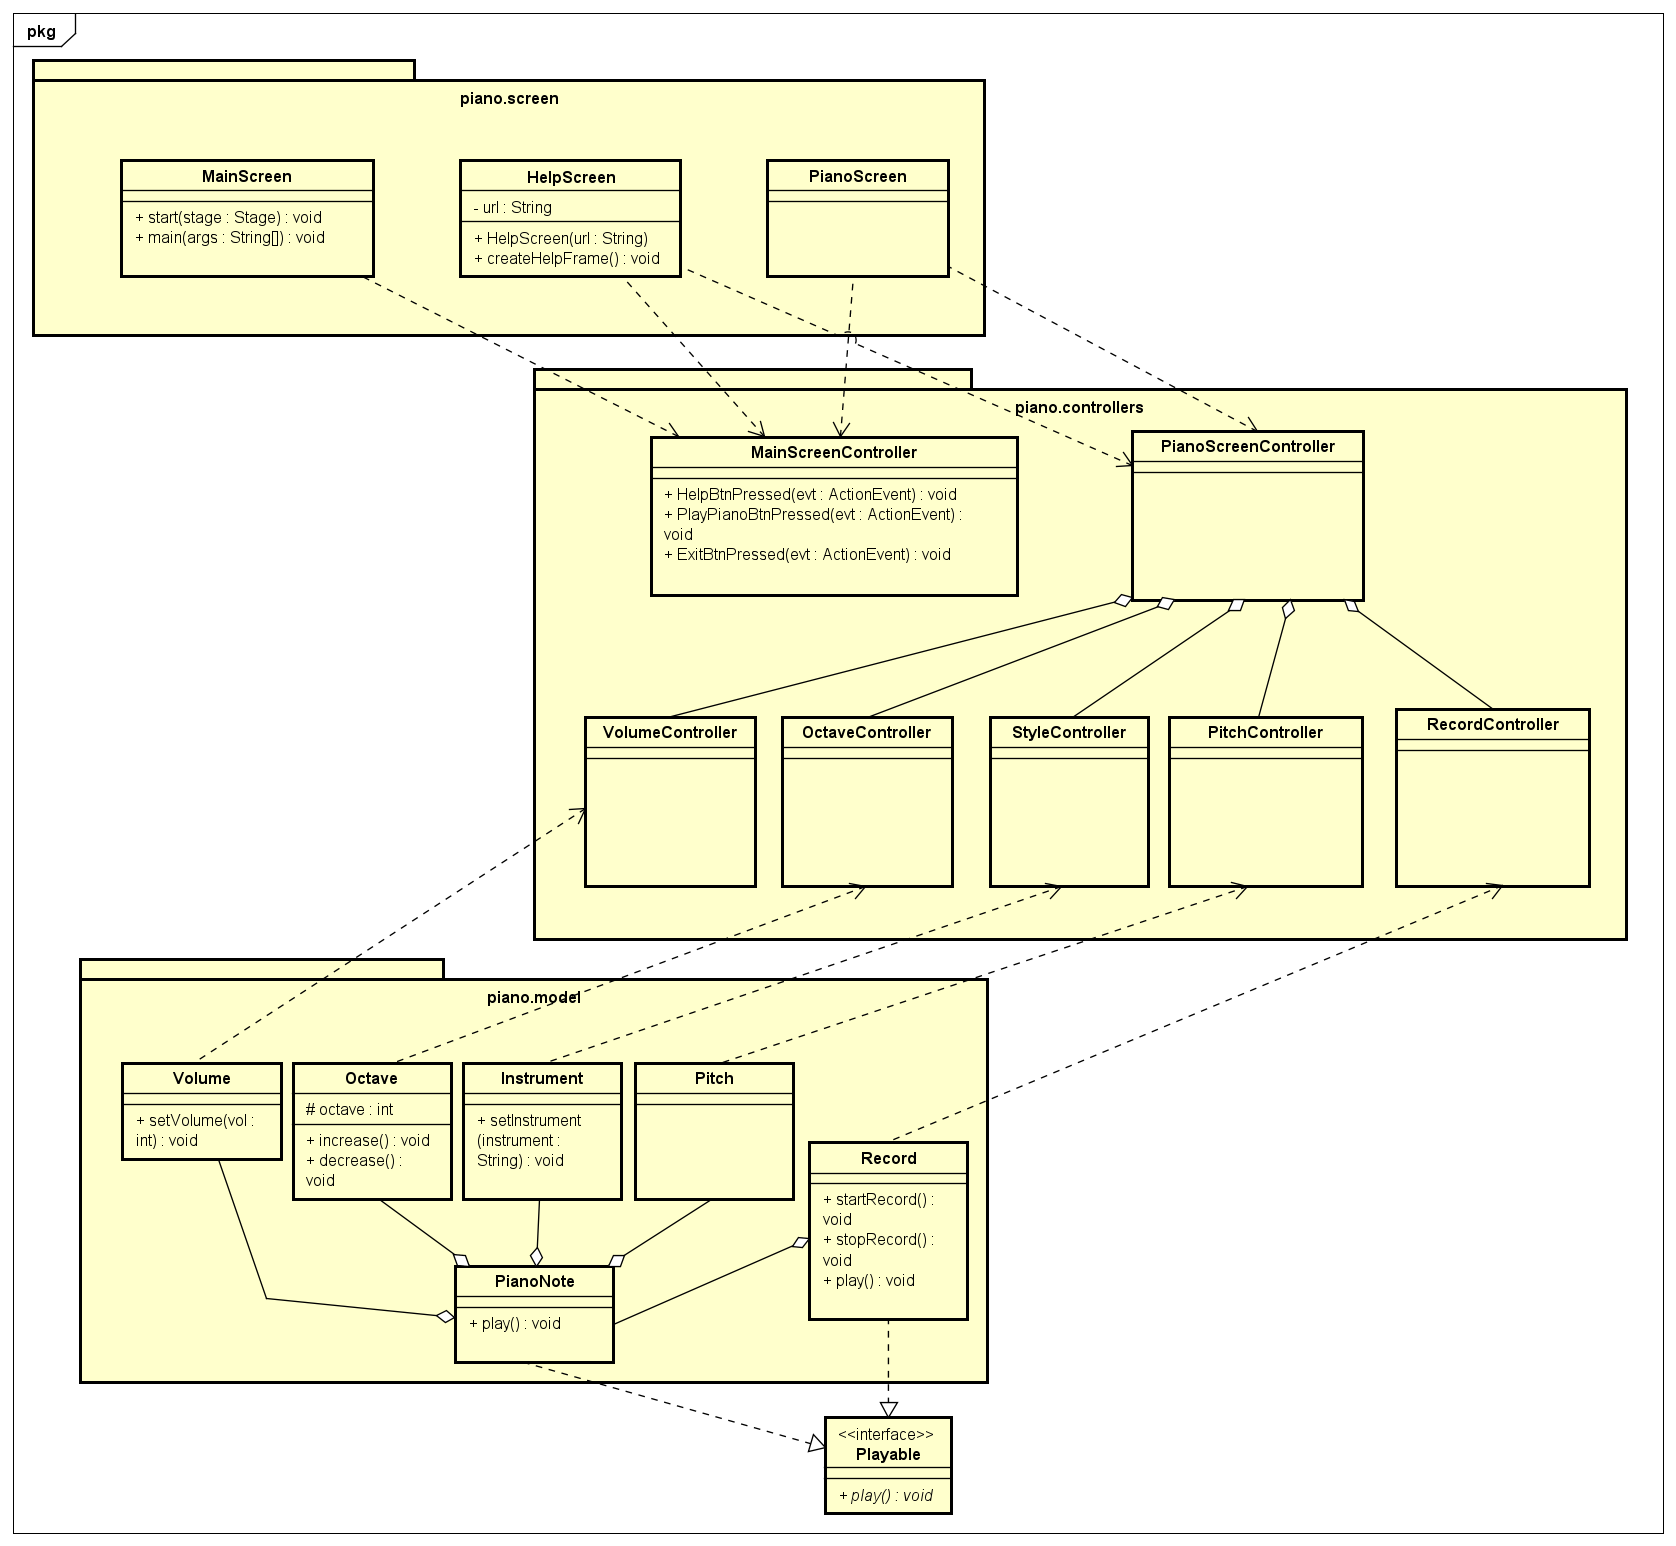 pkg
piano.screen
MainScreen
+ start(stage : Stage) : void
+ main(args : String[]) : void
HelpScreen
- url : String
+ HelpScreen(url : String)
+ createHelpFrame() : void
PianoScreen
piano.controllers
MainScreenController
+ HelpBtnPressed(evt : ActionEvent) : void
+ PlayPianoBtnPressed(evt : ActionEvent) :
void
+ ExitBtnPressed(evt : ActionEvent) : void
PianoScreenController
VolumeController
OctaveController
StyleController
PitchController
RecordController
piano.model
Volume
+ setVolume(vol :
int) : void
Octave
# octave : int
+ increase() : void
+ decrease() :
void
Instrument
+ setInstrument
(instrument :
String) : void
Pitch
Record
+ startRecord() :
void
+ stopRecord() :
void
+ play() : void
PianoNote
+ play() : void
<<interface>>
Playable
+ play() : void